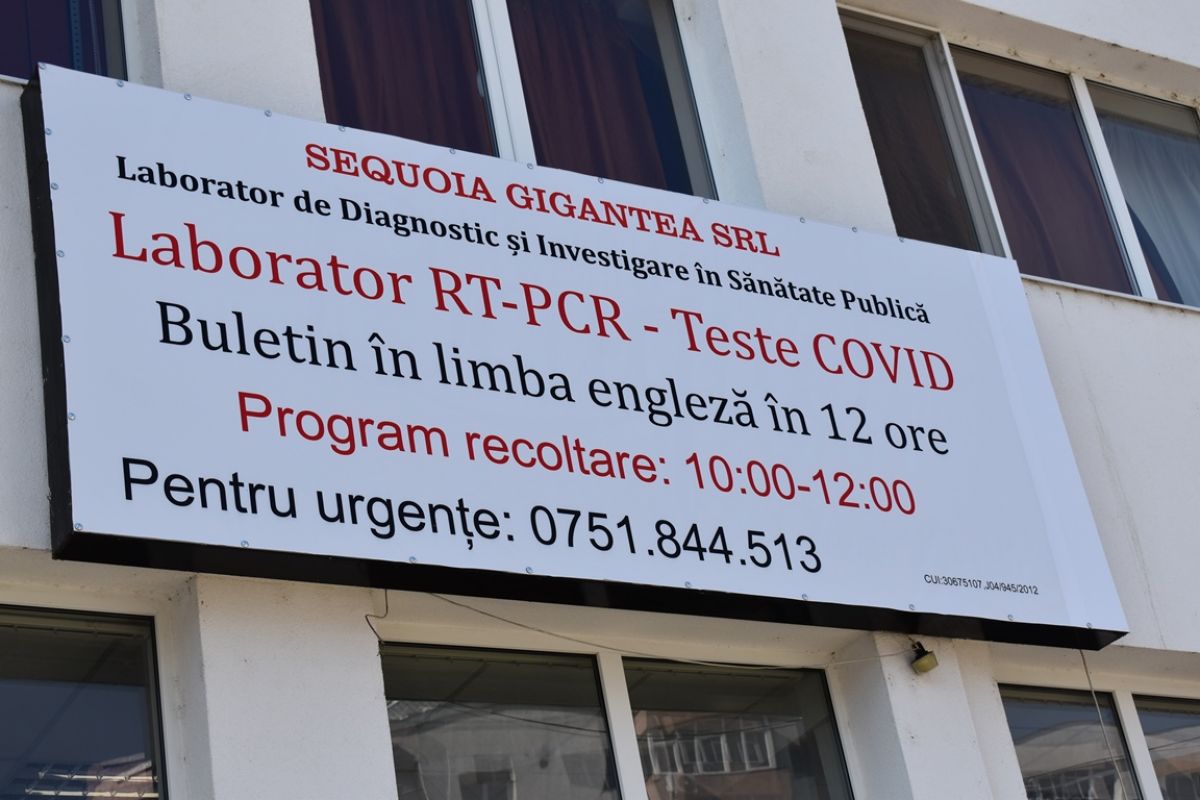 SEQUOIA GIGANTEA SRL
Laborator de Diagnostic și Investigare în Sănătate Publică
Laborator RT-PCR - Teste COVID
Buletin în limba engleză în 12 ore
Program recoltare: 10:00-12:00
Pentru urgențe: 0751.844.513
CUI:30675107 ,J04/945/2012